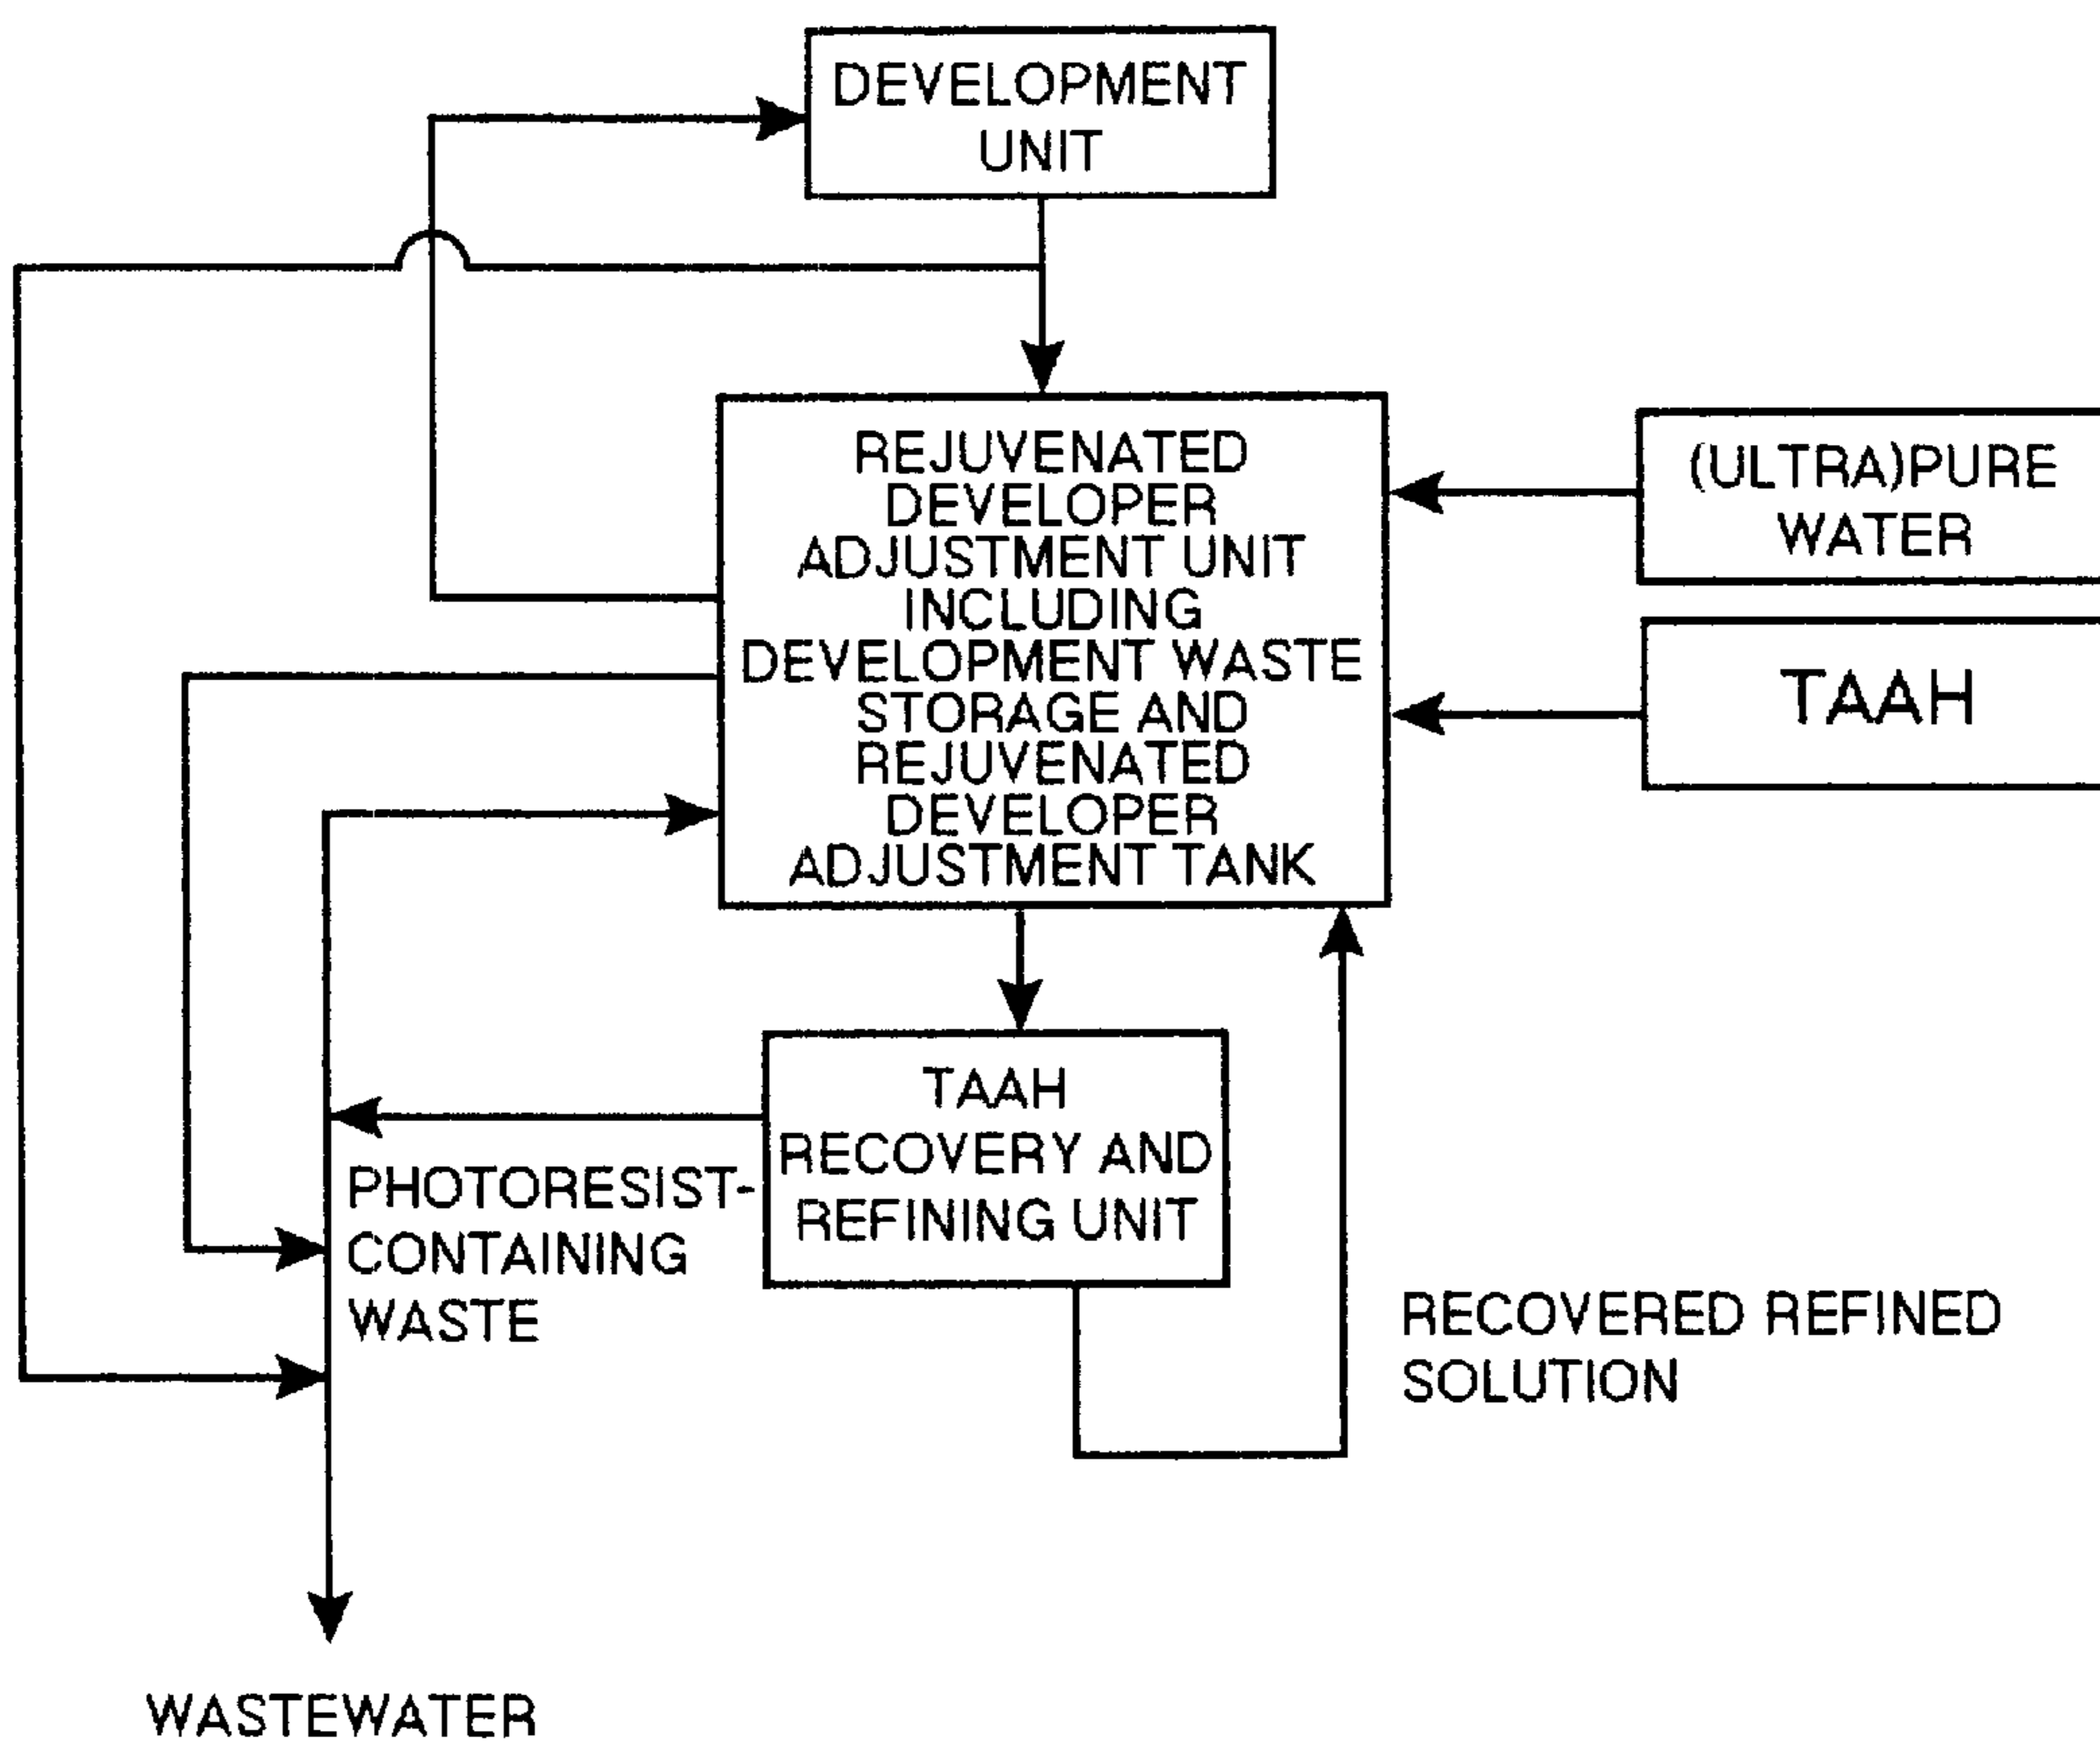 DEVELOPMENT
UNIT
REJUVENATED
DEVELOPER
ADJUSTMENT UNIT
INCLUDING
DEVELOPMENT WASTE
STORAGE AND
REJUVENATED
DEVELOPER
ADJUSTMENT TANK
(ULTRA)PURE
WATER
TAAH
TAAH
RECOVERY AND
REFINING UNIT
PHOTORESIST-
CONTAINING
WASTE
RECOVERED REFINED
SOLUTION
WASTEWATER